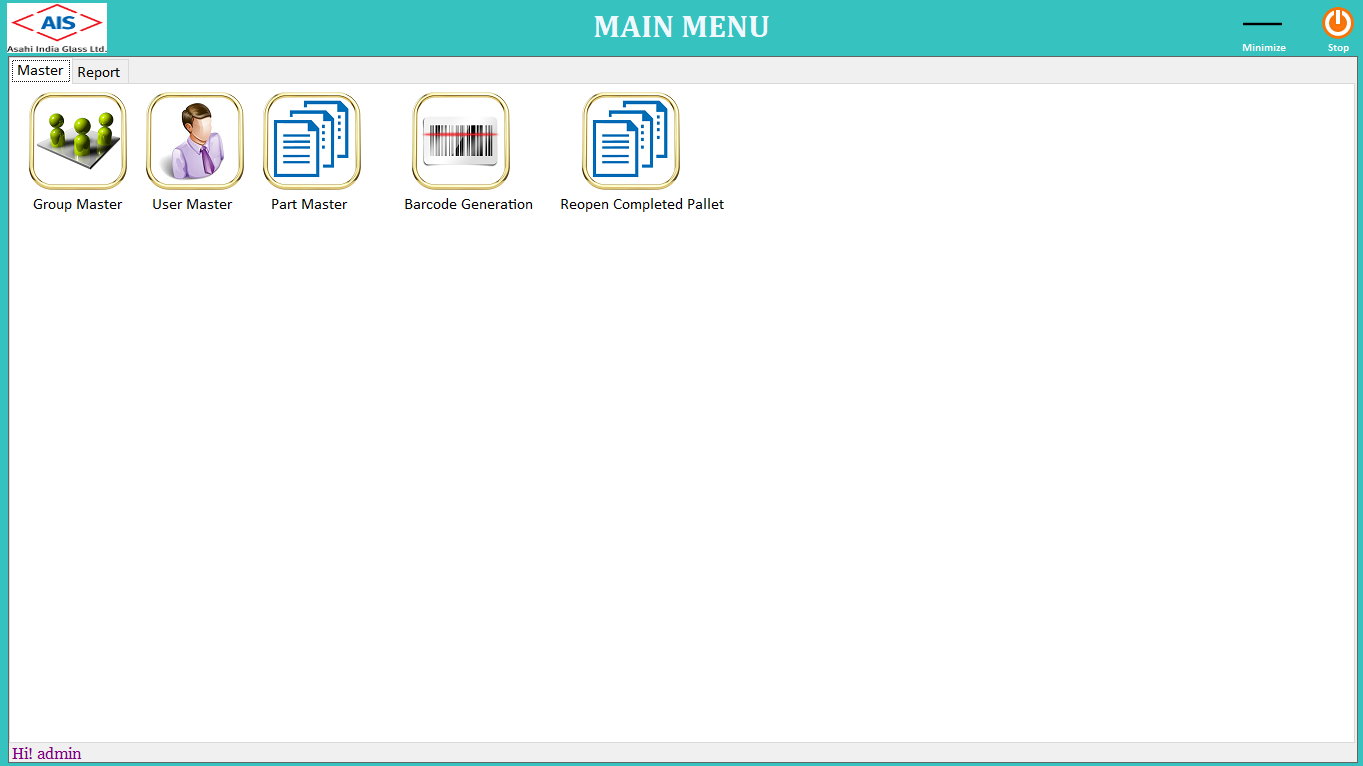 AIS
Asahi India Glass Ltd.
MAIN MENU
Minimize
Stop
Master
Report
Group Master
User Master
Part Master
Barcode Generation
Reopen Completed Pallet
Hi! admin